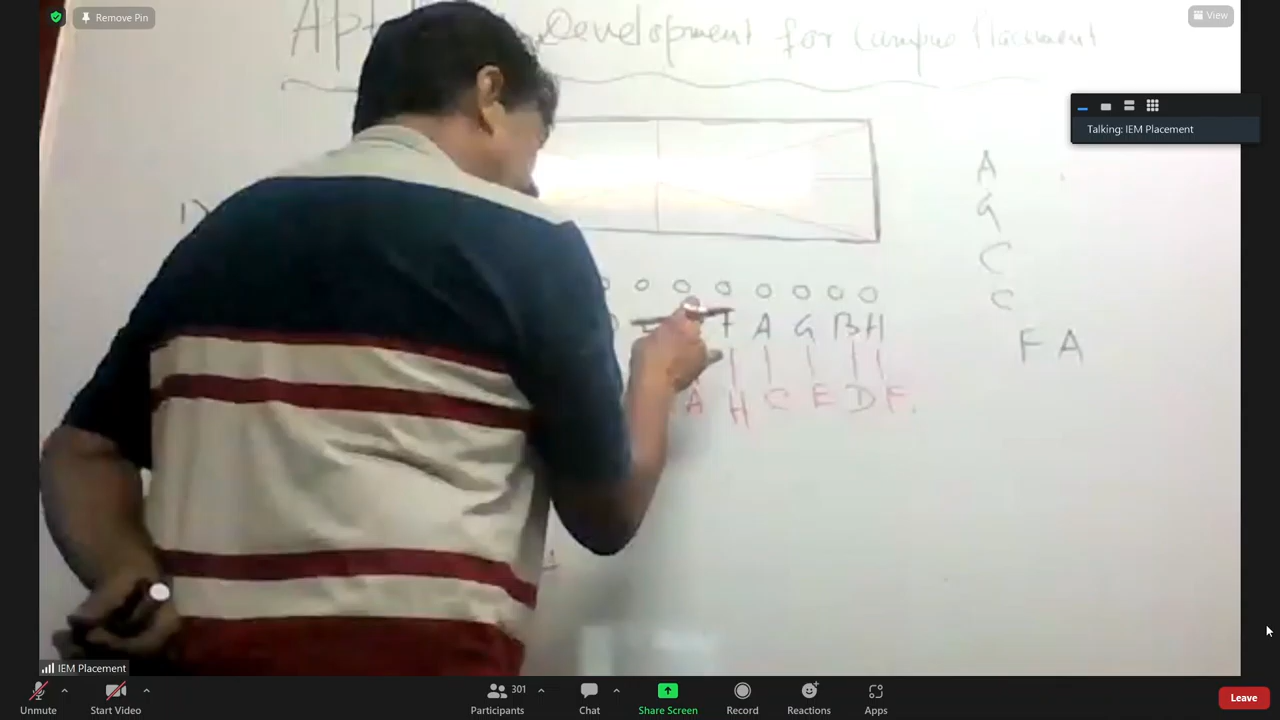 Remove Pin
View
Development for Campus Placement
Talking: IEM Placement
A
G
C
C
F A
o o o o o o o
F A G B H
A H C E D F
IEM Placement
Unmute
Start Video
301
Participants
Chat
Share Screen
Record
Reactions
Apps
Leave